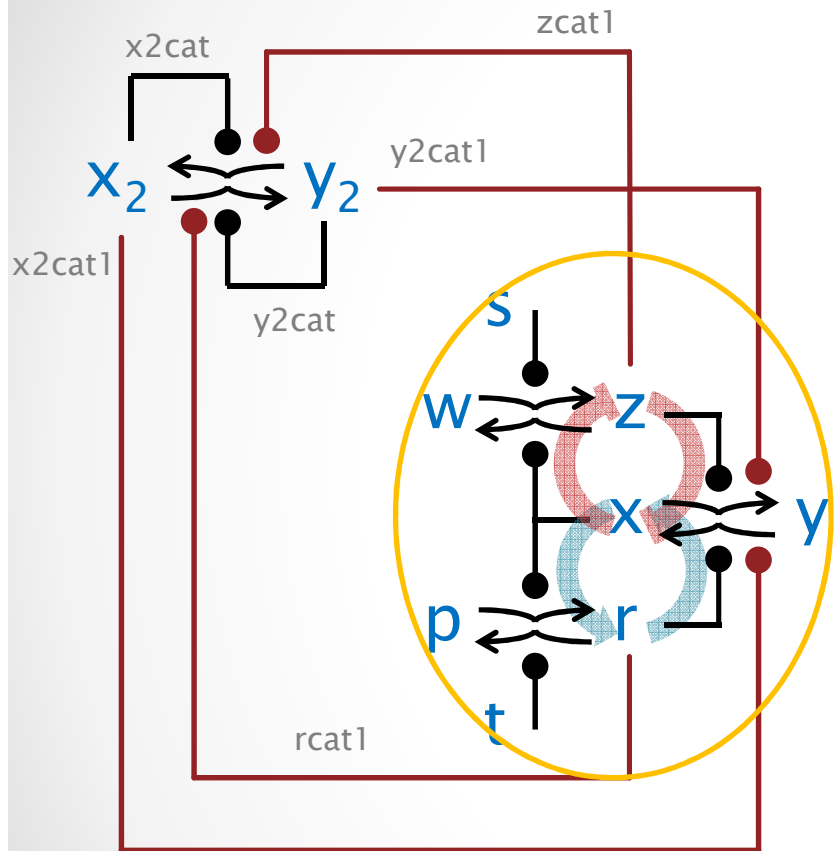 zcat1
x2cat
y2cat1
x₂ y₂
x2cat1
y2cat
s
w z
x y
p r
t
rcat1